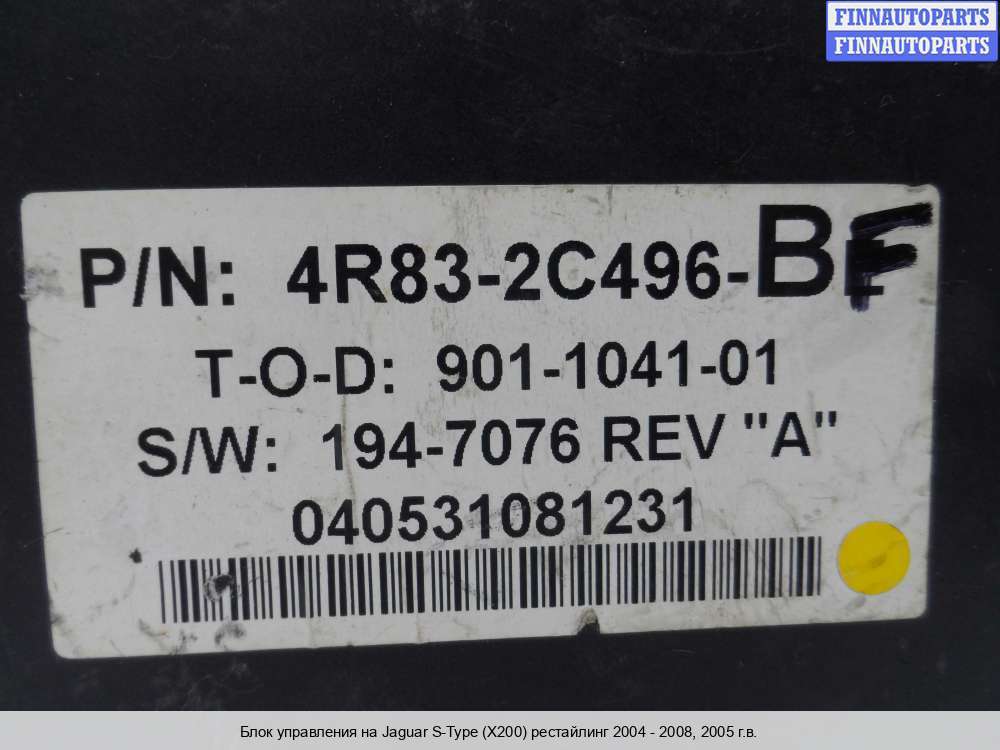 FINNAUTOPARTS
FINNAUTOPARTS
P/N: 4R83-2C496-BF
T-O-D: 901-1041-01
S/W: 194-7076 REV "A"
040531081231
Блок управления на Jaguar S-Type (X200) рестайлинг 2004 - 2008, 2005 г.в.